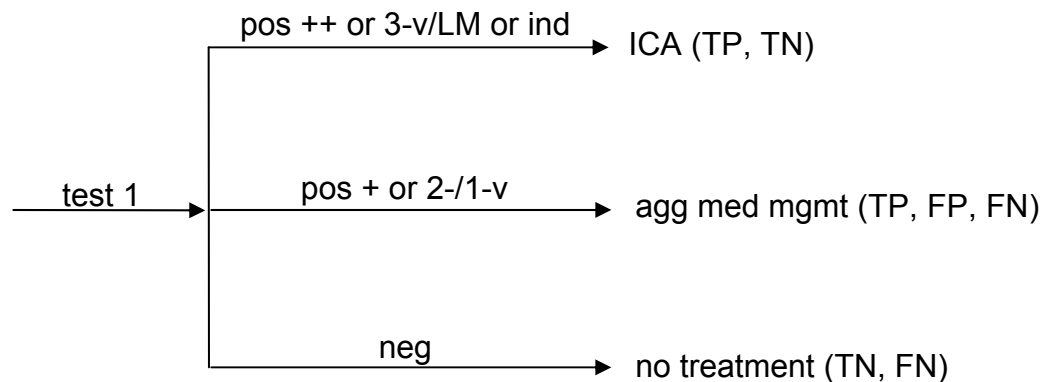 pos ++ or 3-v/LM or ind
ICA (TP, TN)
test 1
pos + or 2-/1-v
agg med mgmt (TP, FP, FN)
neg
no treatment (TN, FN)